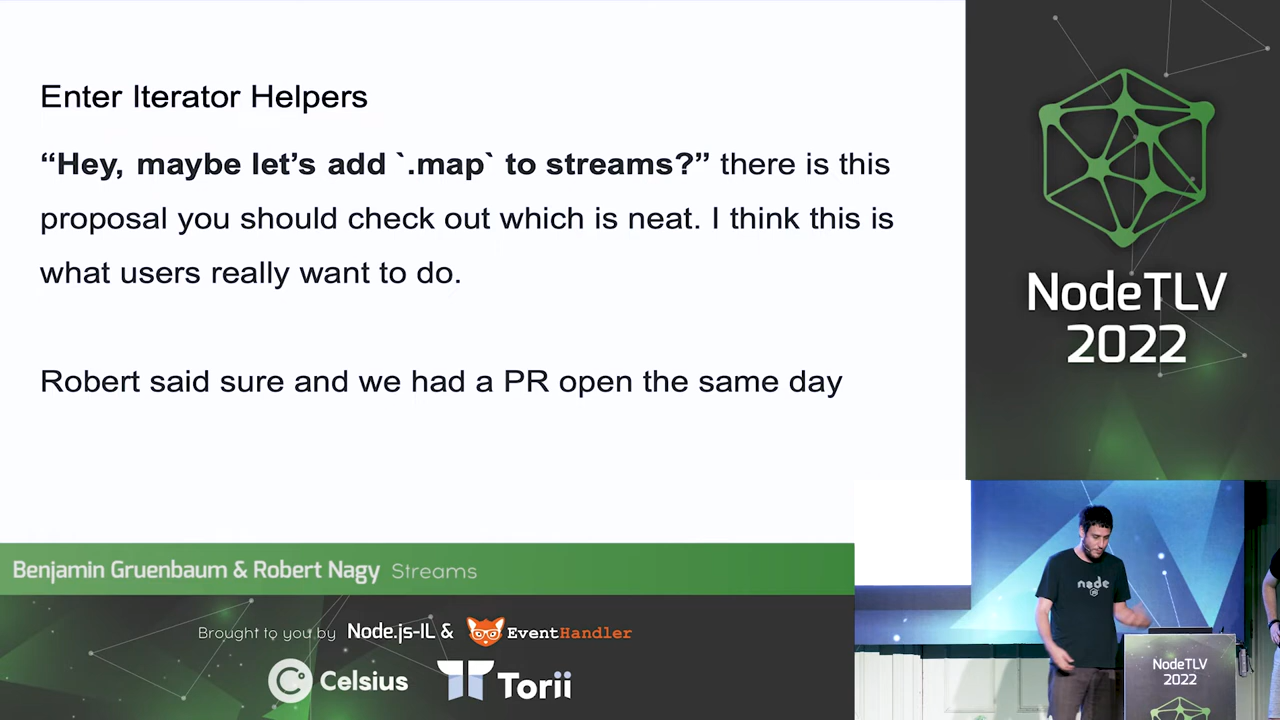 Enter Iterator Helpers
“Hey, maybe let’s add `.map` to streams?” there is this
proposal you should check out which is neat. I think this is
what users really want to do.
Robert said sure and we had a PR open the same day
NodeTLV
2022
Benjamin Gruenbaum & Robert Nagy Streams
Brought to you by Node.js-IL & EventHandler
Celsius
Torii
node
JS
NodeTLV
2022